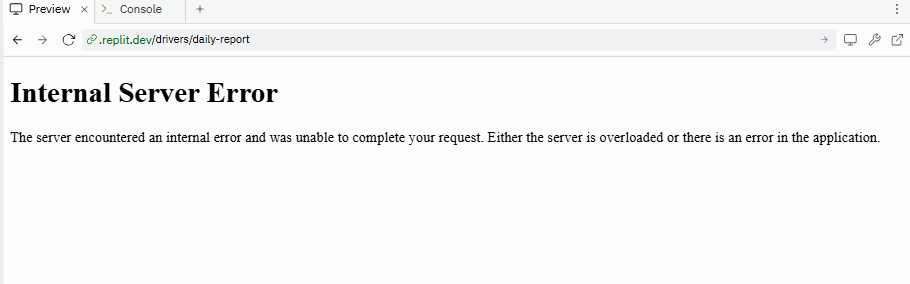 Preview × >_ Console +
.replit.dev/drivers/daily-report
Internal Server Error
The server encountered an internal error and was unable to complete your request. Either the server is overloaded or there is an error in the application.